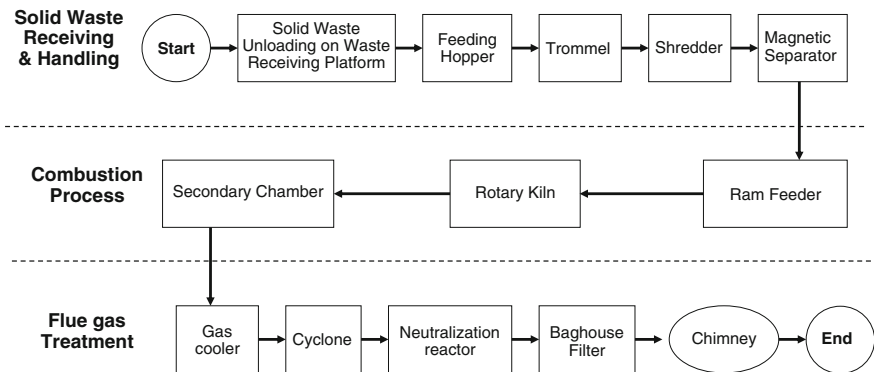 Solid Waste
Receiving
& Handling
Start
Solid Waste
Unloading on Waste
Receiving Platform
Feeding
Hopper
Trommel
Shredder
Magnetic
Separator
Combustion
Process
Secondary Chamber
Rotary Kiln
Ram Feeder
Flue gas
Treatment
Gas
cooler
Cyclone
Neutralization
reactor
Baghouse
Filter
Chimney
End